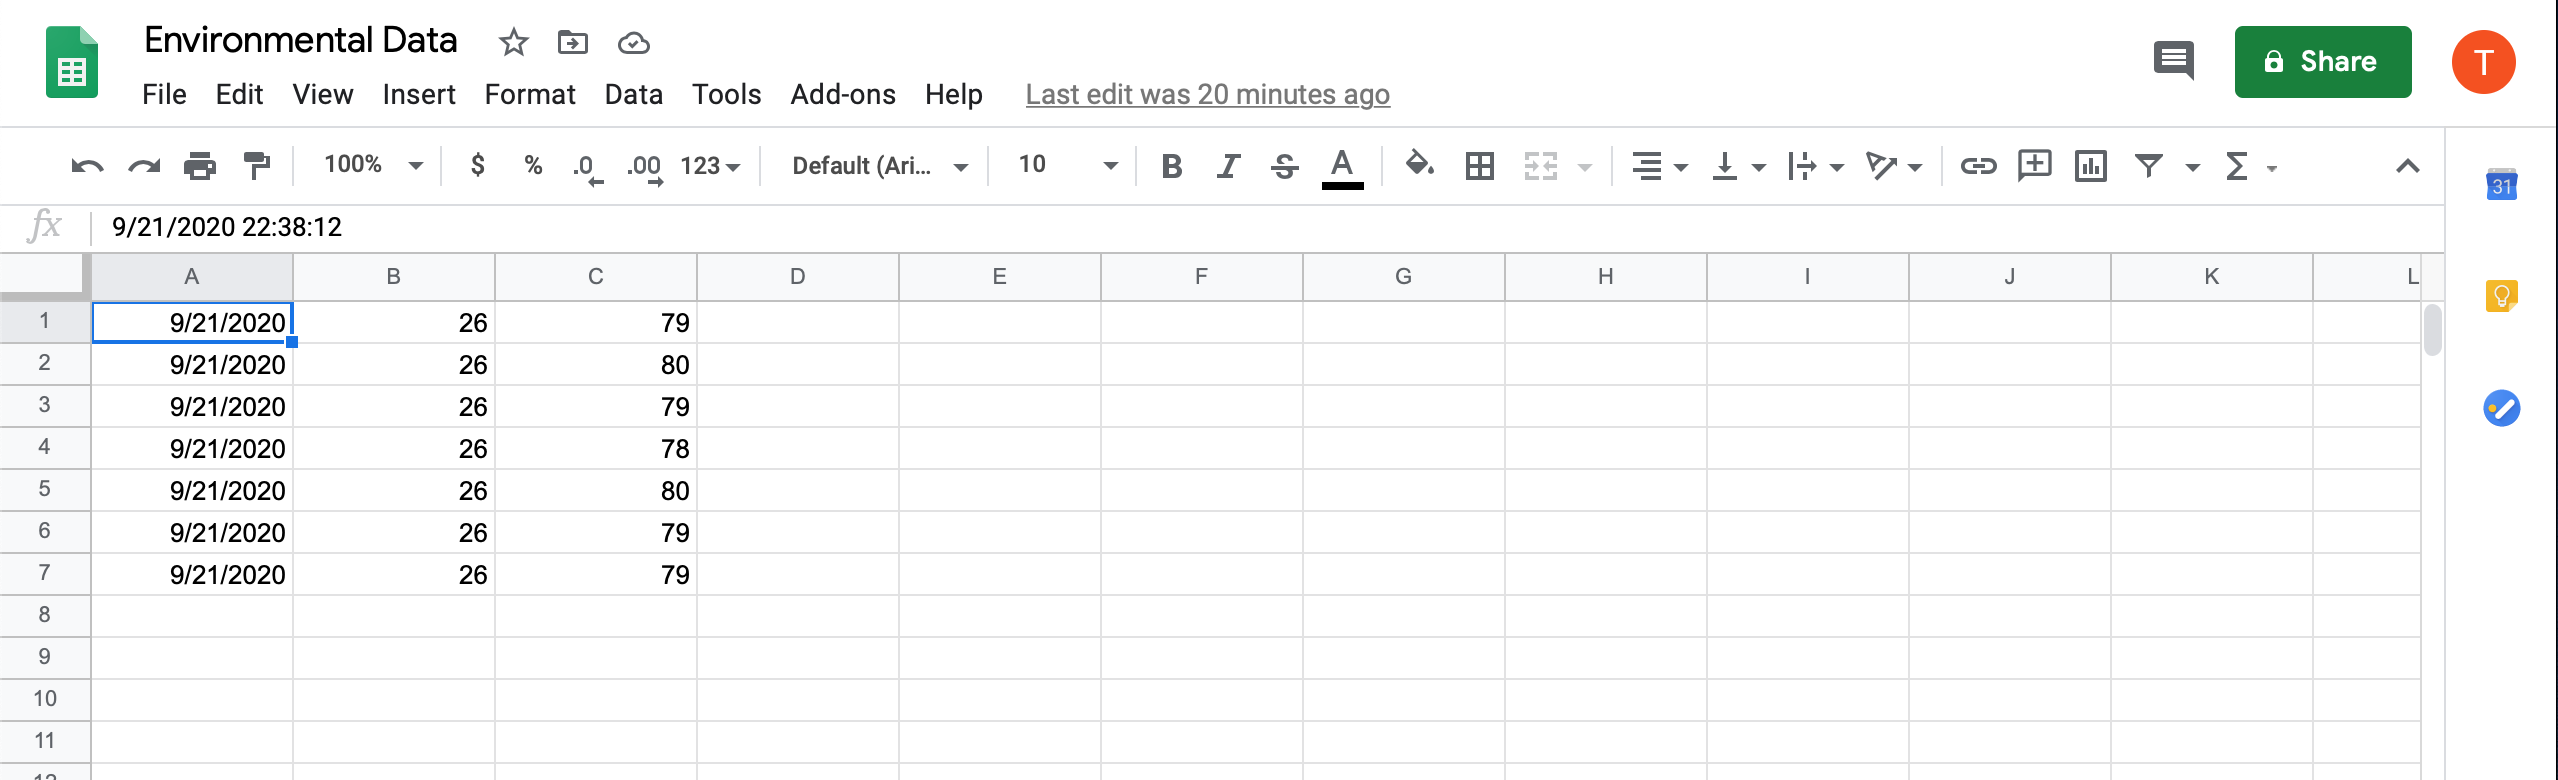 Environmental Data
File Edit View Insert Format Data Tools Add-ons Help Last edit was 20 minutes ago
Share
T
100% $ % .0 .00 123 Default (Ari... 10 B I S A Σ
31
fx 9/21/2020 22:38:12
A B C D E F G H I J K L
1 9/21/2020 26 79
2 9/21/2020 26 80
3 9/21/2020 26 79
4 9/21/2020 26 78
5 9/21/2020 26 80
6 9/21/2020 26 79
7 9/21/2020 26 79
8
9
10
11
12